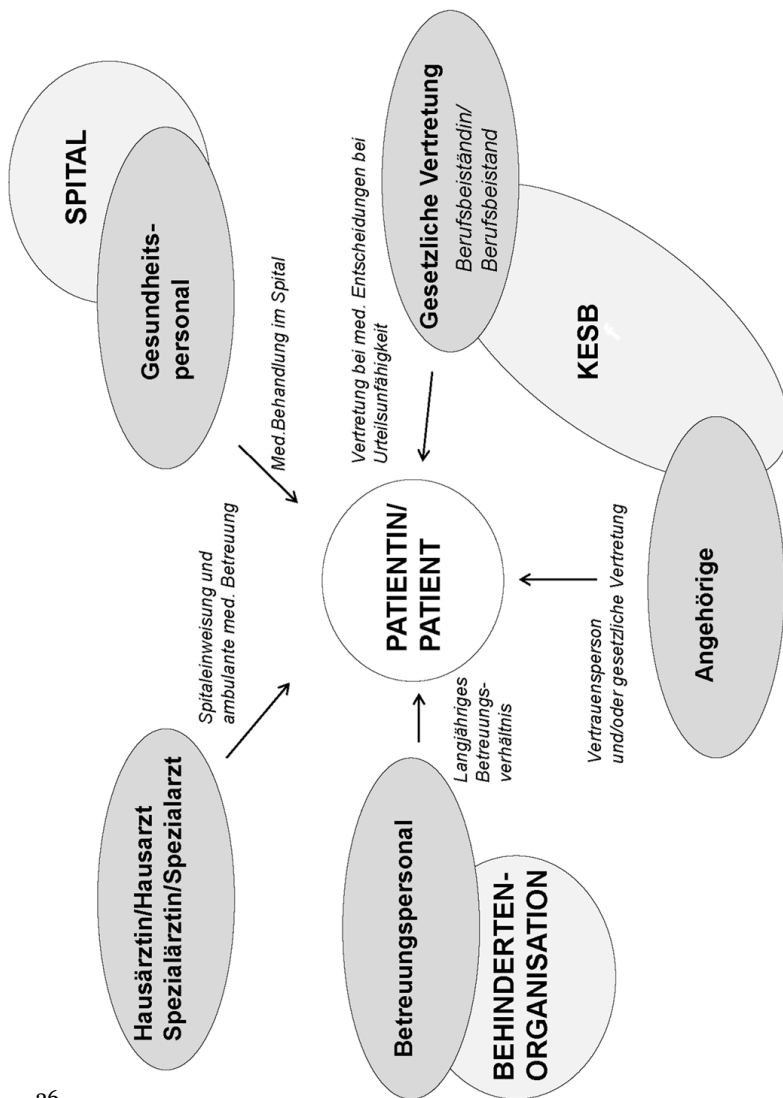 Hausärztin/Hausarzt
Spezialärztin/Spezialarzt
Spitaleinweisung und
ambulante med. Betreuung
Gesundheits-
personal
SPITAL
Med.Behandlung im Spital
Betreuungspersonal
BEHINDERTEN-
ORGANISATION
Langjähriges
Betreuungs-
verhältnis
PATIENTIN/
PATIENT
Vertretung bei med. Entscheidungen bei
Urteilsunfähigkeit
Gesetzliche Vertretung
Berufsbeiständin/
Berufsbeistand
KESB
Vertrauensperson
und/oder gesetzliche Vertretung
Angehörige